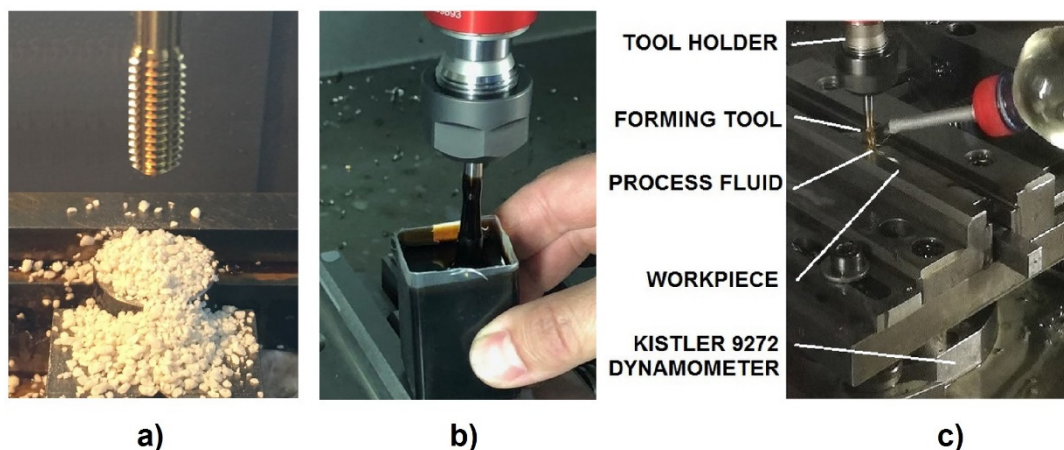 TOOL HOLDER
FORMING TOOL
PROCESS FLUID
WORKPIECE
KISTLER 9272
DYNAMOMETER
a)
b)
c)